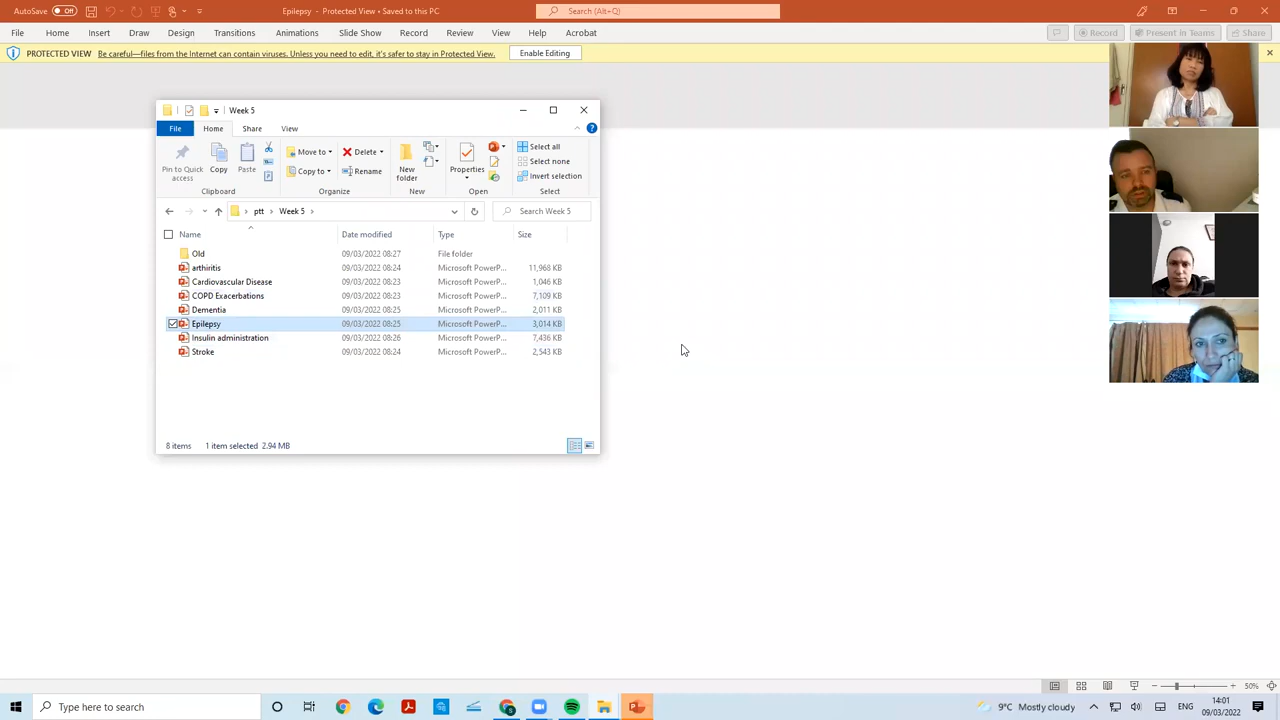 AutoSave Off Epilepsy - Protected View • Saved to this PC Search (Alt+Q)
File Home Insert Draw Design Transitions Animations Slide Show Record Review View Help Acrobat Record Present in Teams Share
PROTECTED VIEW Be careful—files from the Internet can contain viruses. Unless you need to edit, it's safer to stay in Protected View. Enable Editing
Week 5
File Home Share View
Pin to Quick access
Copy
Paste
Move to
Copy to
Delete
Rename
New folder
Properties
Select all
Select none
Invert selection
Clipboard Organize New Open Select
ptt Week 5 Search Week 5
Name Date modified Type Size
Old 09/03/2022 08:27 File folder
arthiritis 09/03/2022 08:24 Microsoft PowerP... 11,968 KB
Cardiovascular Disease 09/03/2022 08:23 Microsoft PowerP... 1,046 KB
COPD Exacerbations 09/03/2022 08:23 Microsoft PowerP... 7,109 KB
Dementia 09/03/2022 08:25 Microsoft PowerP... 2,011 KB
Epilepsy 09/03/2022 08:25 Microsoft PowerP... 3,014 KB
Insulin administration 09/03/2022 08:26 Microsoft PowerP... 7,436 KB
Stroke 09/03/2022 08:24 Microsoft PowerP... 2,543 KB
8 items 1 item selected 2.94 MB
50%
Type here to search 9°C Mostly cloudy ENG 14:01
09/03/2022